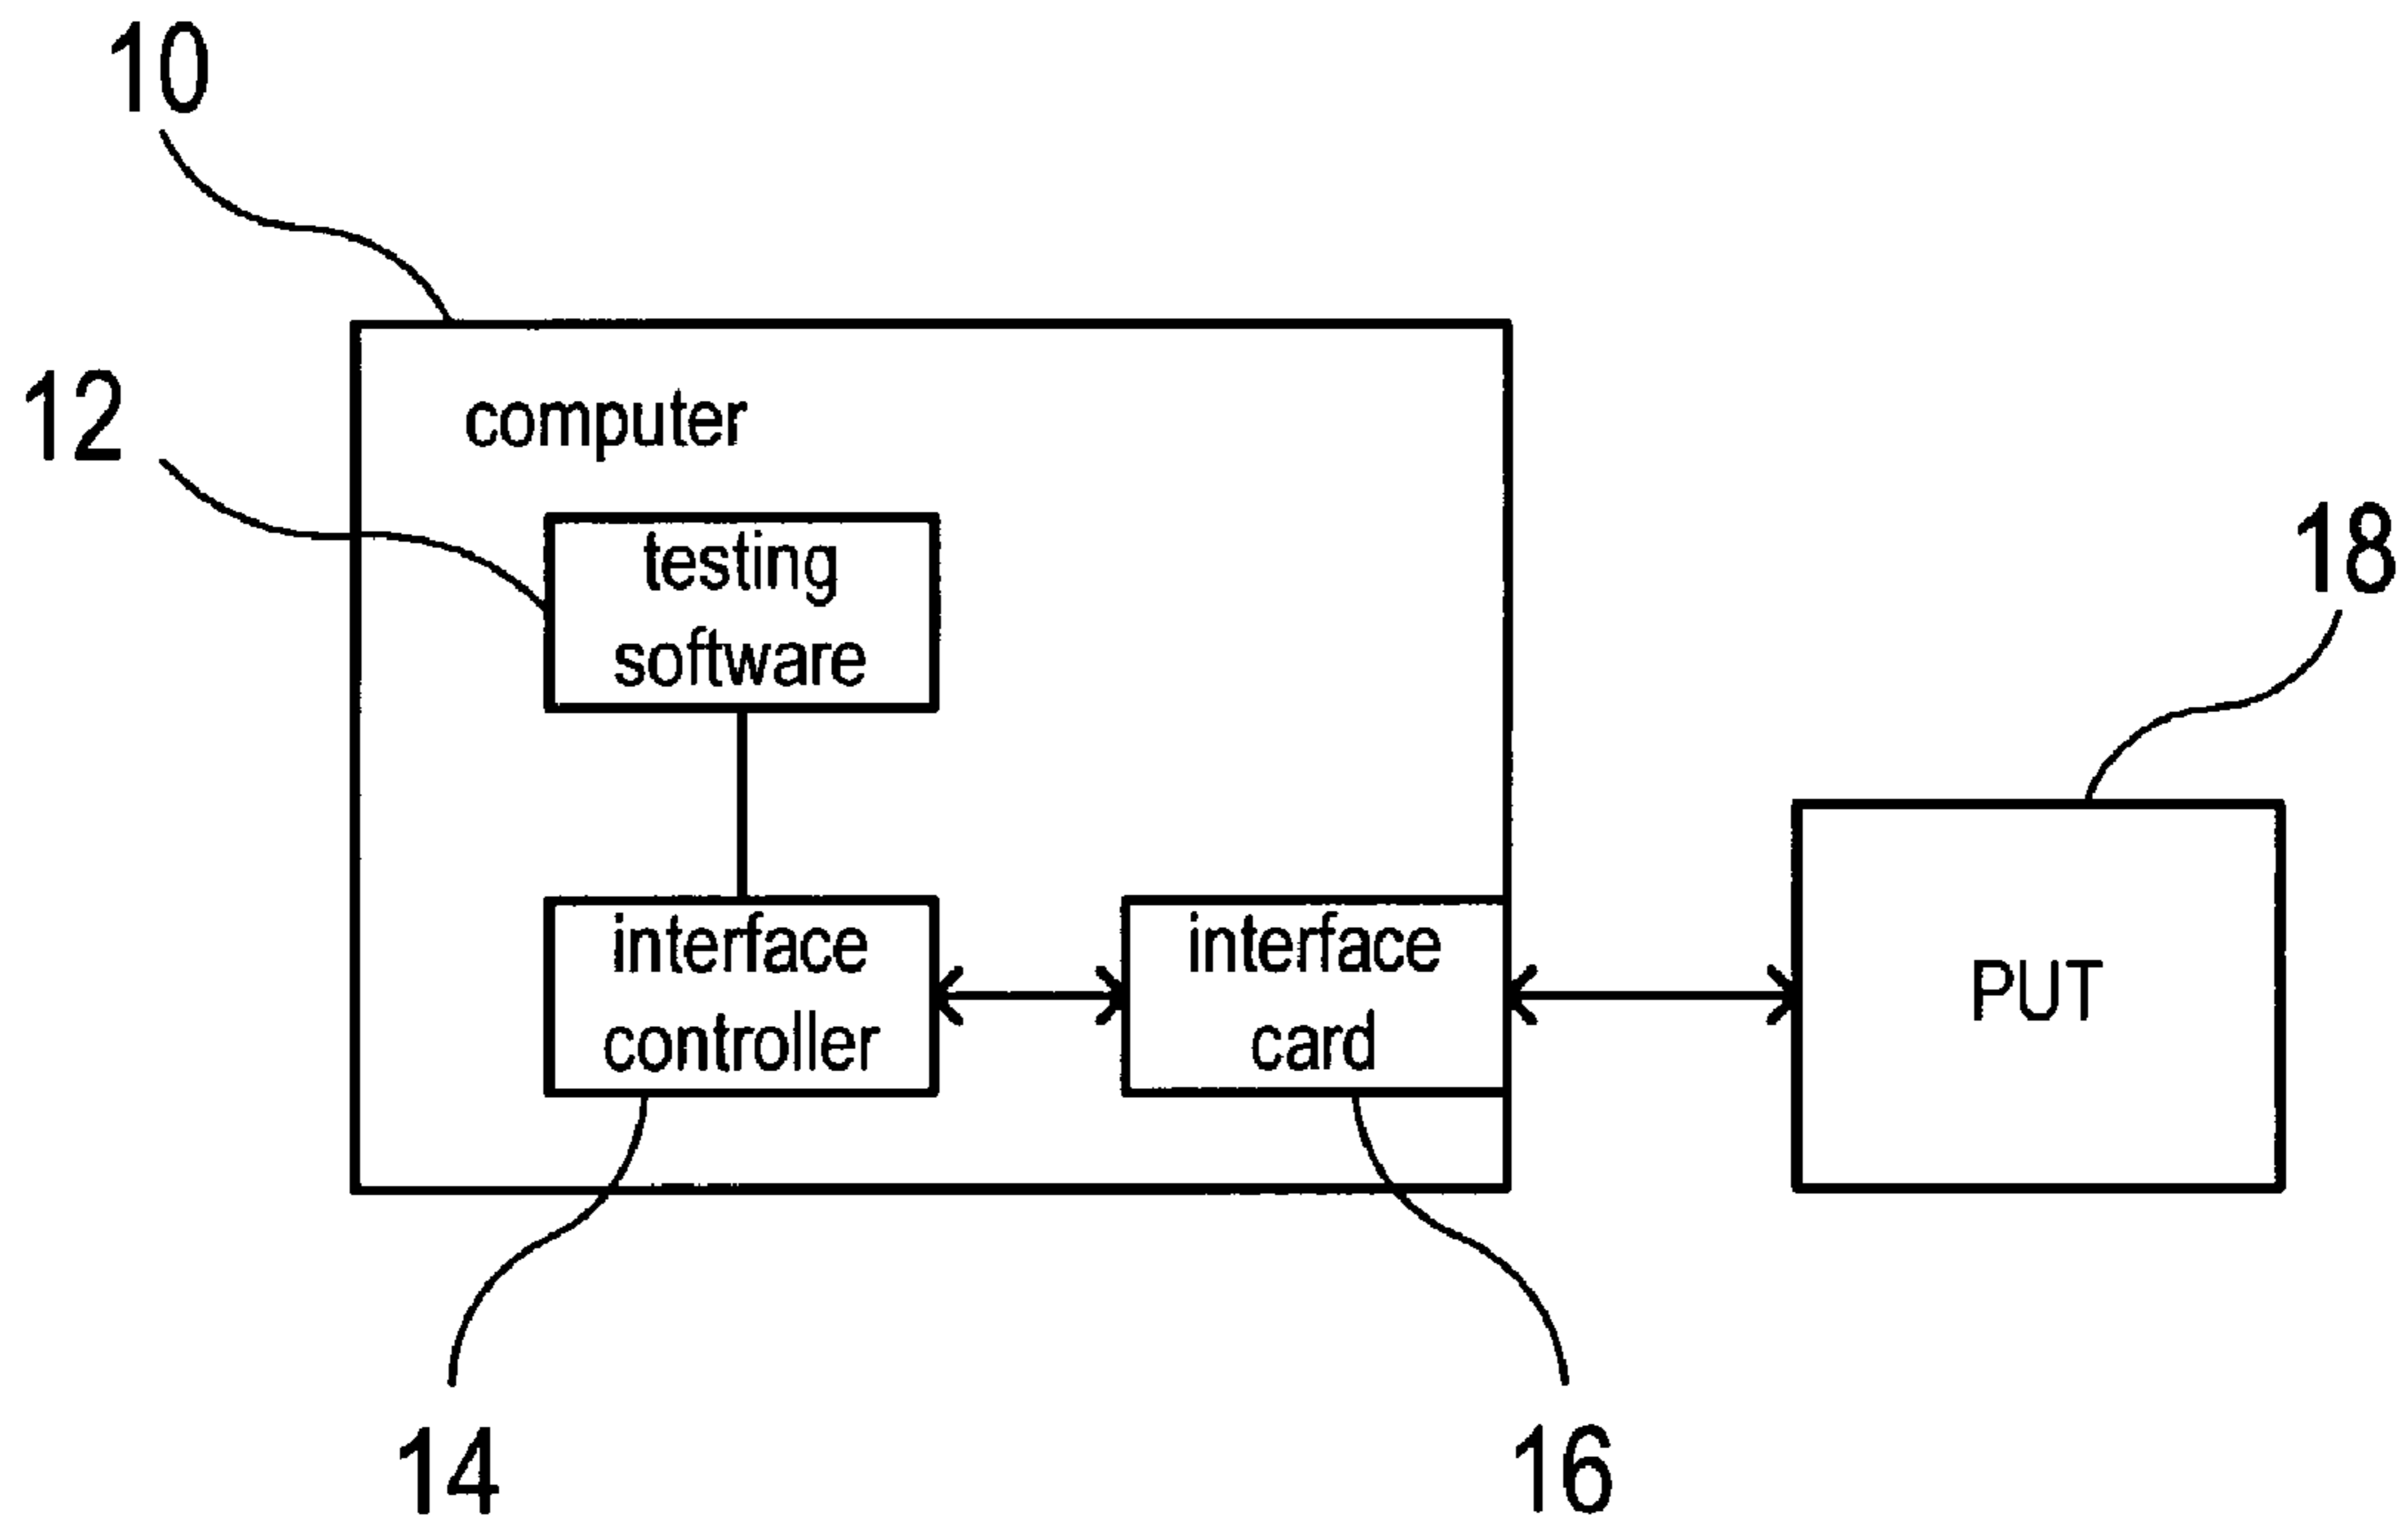 10
computer
12
testing
software
18
interface
controller
interface
card
PUT
14
16